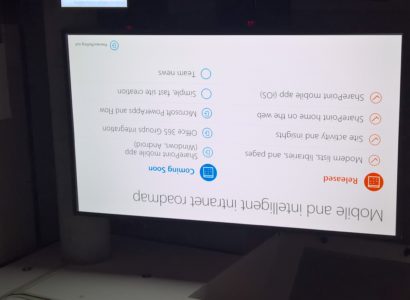 Mobile and intelligent intranet roadmap
Released
Modern lists, libraries, and pages
Site activity and insights
SharePoint home on the web
SharePoint mobile app (iOS)
Coming Soon
SharePoint mobile app
(Windows, Android)
Office 365 Groups integration
Microsoft PowerApps and Flow
Simple, fast site creation
Team news